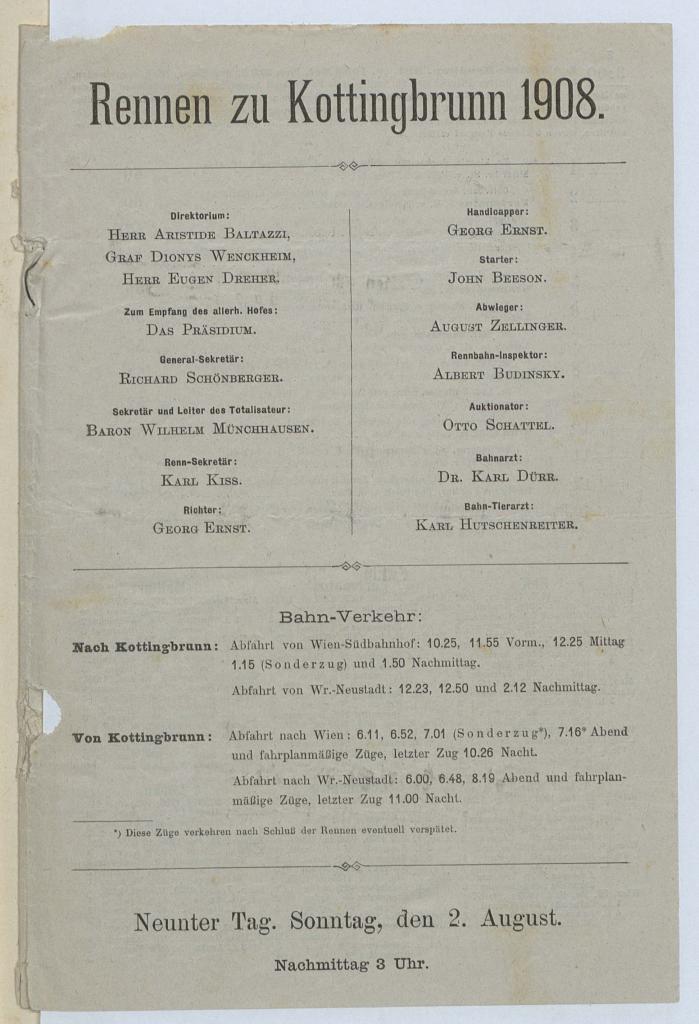 Rennen zu Kottingbrunn 1908.
Direktorium:
Herr Aristide Baltazzi,
Graf Dionys Wenckheim,
Herr Eugen Dreher.
Zum Empfang des allerh. Hofes:
Das Präsidium.
General-Sekretär:
Richard Schönberger.
Sekretär und Leiter des Totalisateur:
Baron Wilhelm Münchhausen.
Renn-Sekretär:
Karl Kiss.
Richter:
Georg Ernst.
Handicapper:
Georg Ernst.
Starter:
John Beeson.
Abwieger:
August Zellinger.
Rennbahn-Inspektor:
Albert Budinsky.
Auktionator:
Otto Schattel.
Bahnarzt:
Dr. Karl Dürr.
Bahn-Tierarzt:
Karl Hutschenreiter.
Bahn-Verkehr:
Nach Kottingbrunn: Abfahrt von Wien-Südbahnhof: 10.25, 11.55 Vorm., 12.25 Mittag
1.15 (Sonderzug) und 1.50 Nachmittag.
Abfahrt von Wr.-Neustadt: 12.23, 12.50 und 2.12 Nachmittag.
Von Kottingbrunn: Abfahrt nach Wien: 6.11, 6.52, 7.01 (Sonderzug*), 7.16* Abend
und fahrplanmäßige Züge, letzter Zug 10.26 Nacht.
Abfahrt nach Wr.-Neustadt: 6.00, 6.48, 8.19 Abend und fahrplan-
mäßige Züge, letzter Zug 11.00 Nacht.
*) Diese Züge verkehren nach Schluß der Rennen eventuell verspätet.
Neunter Tag. Sonntag, den 2. August.
Nachmittag 3 Uhr.